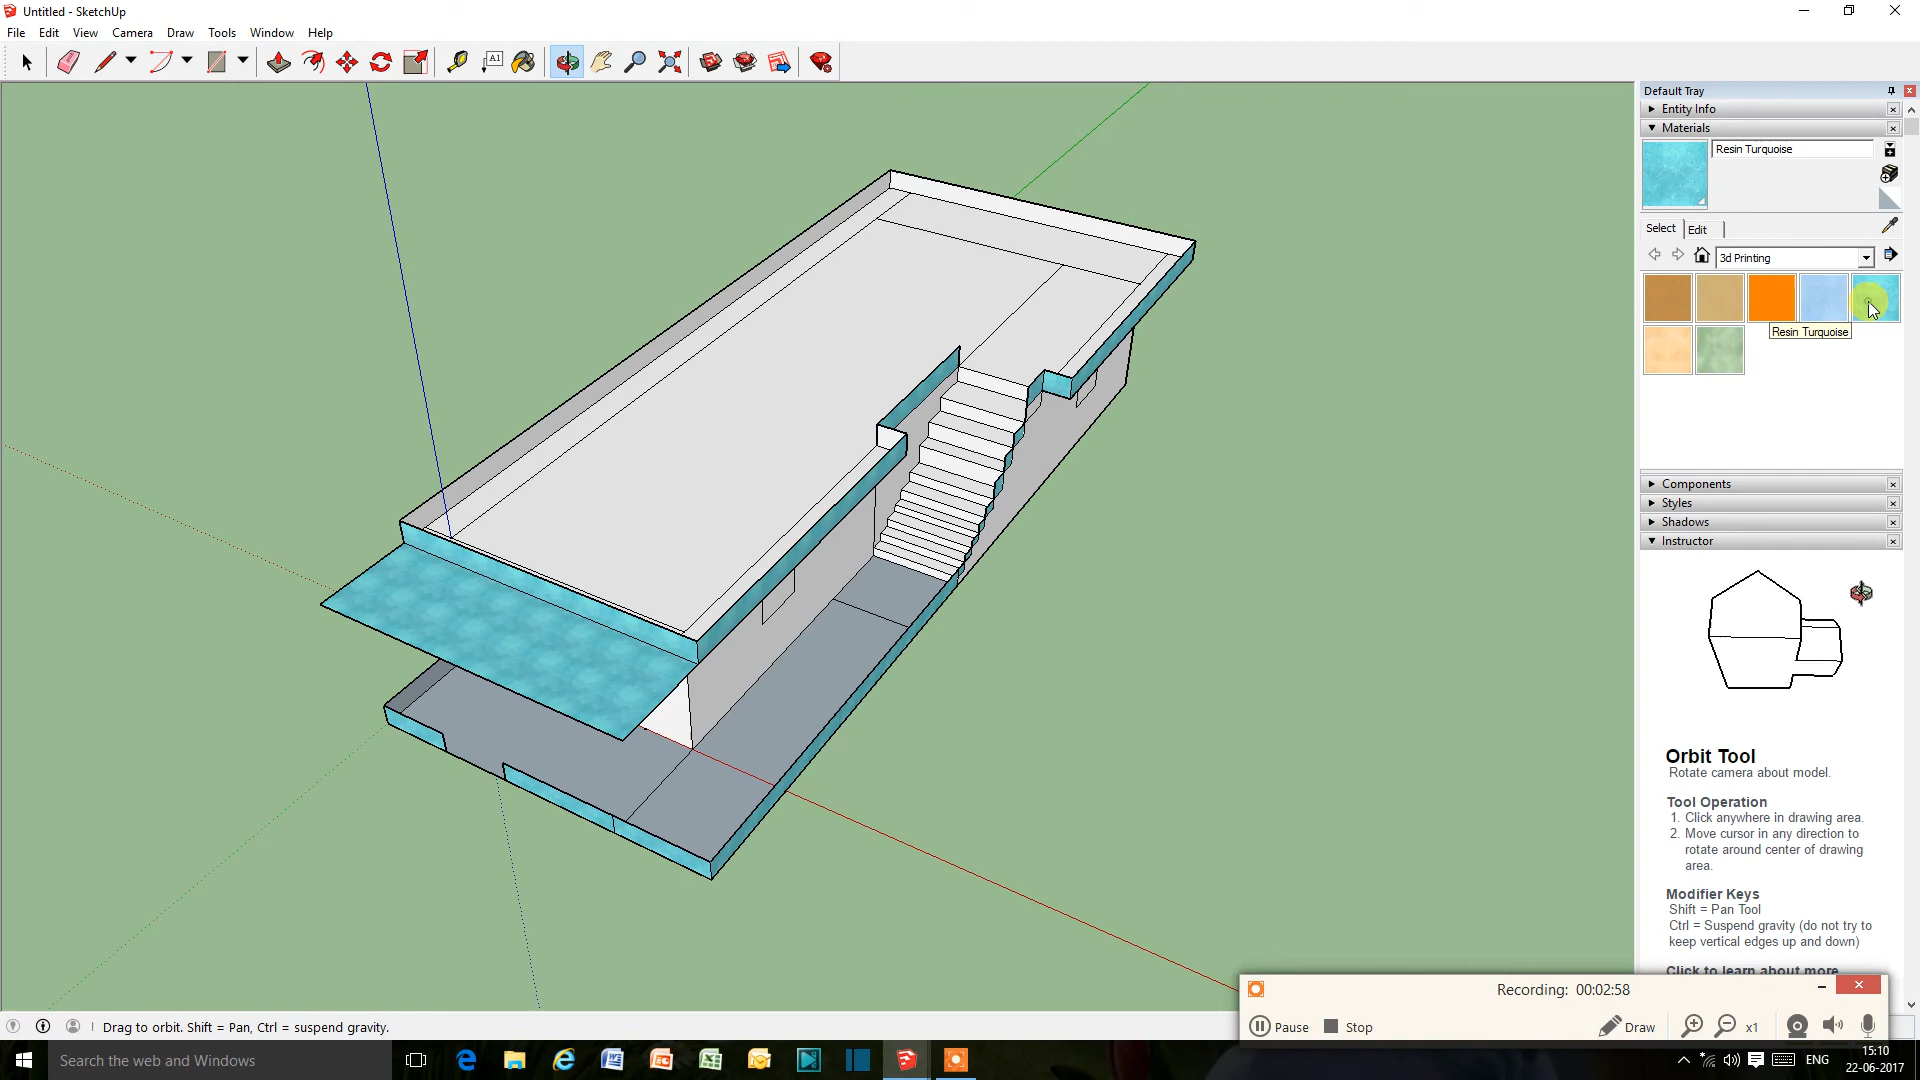 Untitled - SketchUp
File Edit View Camera Draw Tools Window Help
A1
Default Tray
Entity Info
Materials
Resin Turquoise
Select Edit
3d Printing
Resin Turquoise
Components
Styles
Shadows
Instructor
Orbit Tool
Rotate camera about model.
Tool Operation
1. Click anywhere in drawing area.
2. Move cursor in any direction to
rotate around center of drawing
area.
Modifier Keys
Shift = Pan Tool
Ctrl = Suspend gravity (do not try to
keep vertical edges up and down)
Click to learn about more
Recording: 00:02:58
Pause Stop Draw x1
Drag to orbit. Shift = Pan, Ctrl = suspend gravity.
Search the web and Windows
ENG
15:10
22-06-2017